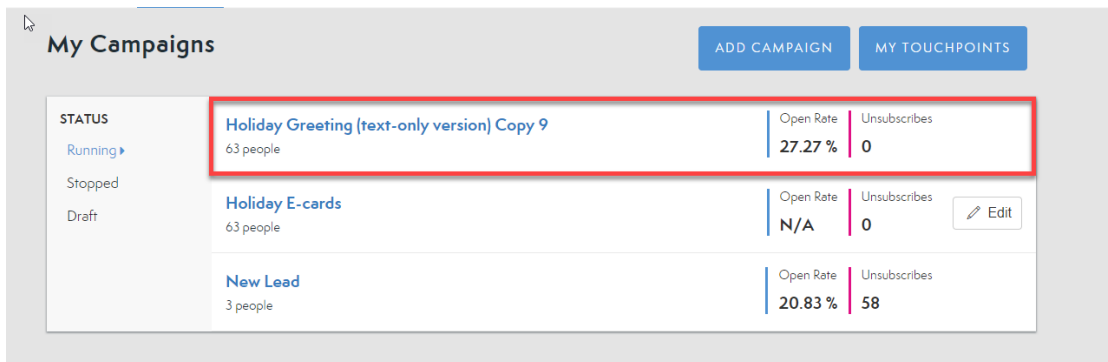 My Campaigns
ADD CAMPAIGN
MY TOUCHPOINTS
STATUS
Running
Stopped
Draft
Holiday Greeting (text-only version) Copy 9
63 people
Open Rate
27.27 %
Unsubscribes
0
Holiday E-cards
63 people
Open Rate
N/A
Unsubscribes
0
Edit
New Lead
3 people
Open Rate
20.83 %
Unsubscribes
58